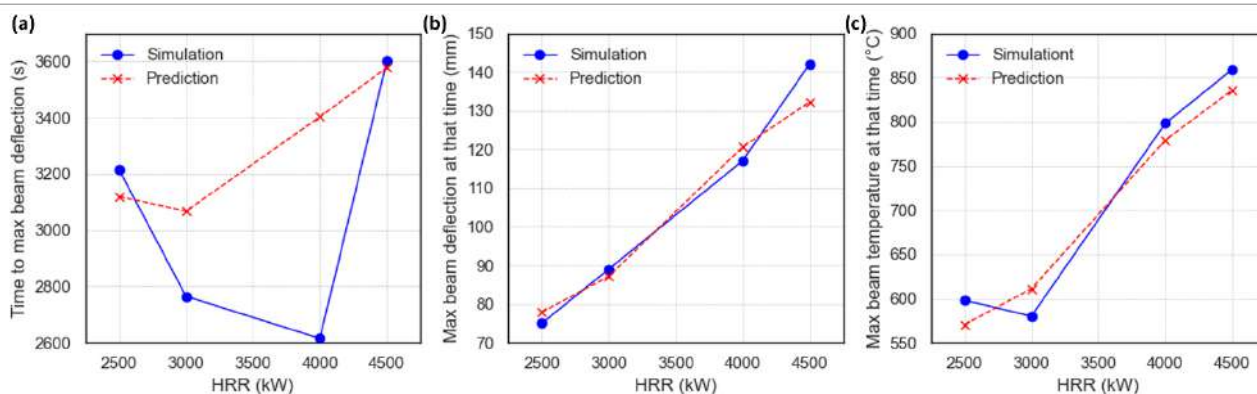 (a)
Time to max beam deflection (s)
3600
3400
3200
3000
2800
2600
Simulation
Prediction
2500 3000 4000 4500
HRR (kW)
(b)
Max beam deflection at that time (mm)
150
140
130
120
110
100
90
80
70
Simulation
Prediction
2500 3000 4000 4500
HRR (kW)
(c)
Max beam temperature at that time (°C)
900
850
800
750
700
650
600
550
Simulationt
Prediction
2500 3000 4000 4500
HRR (kW)